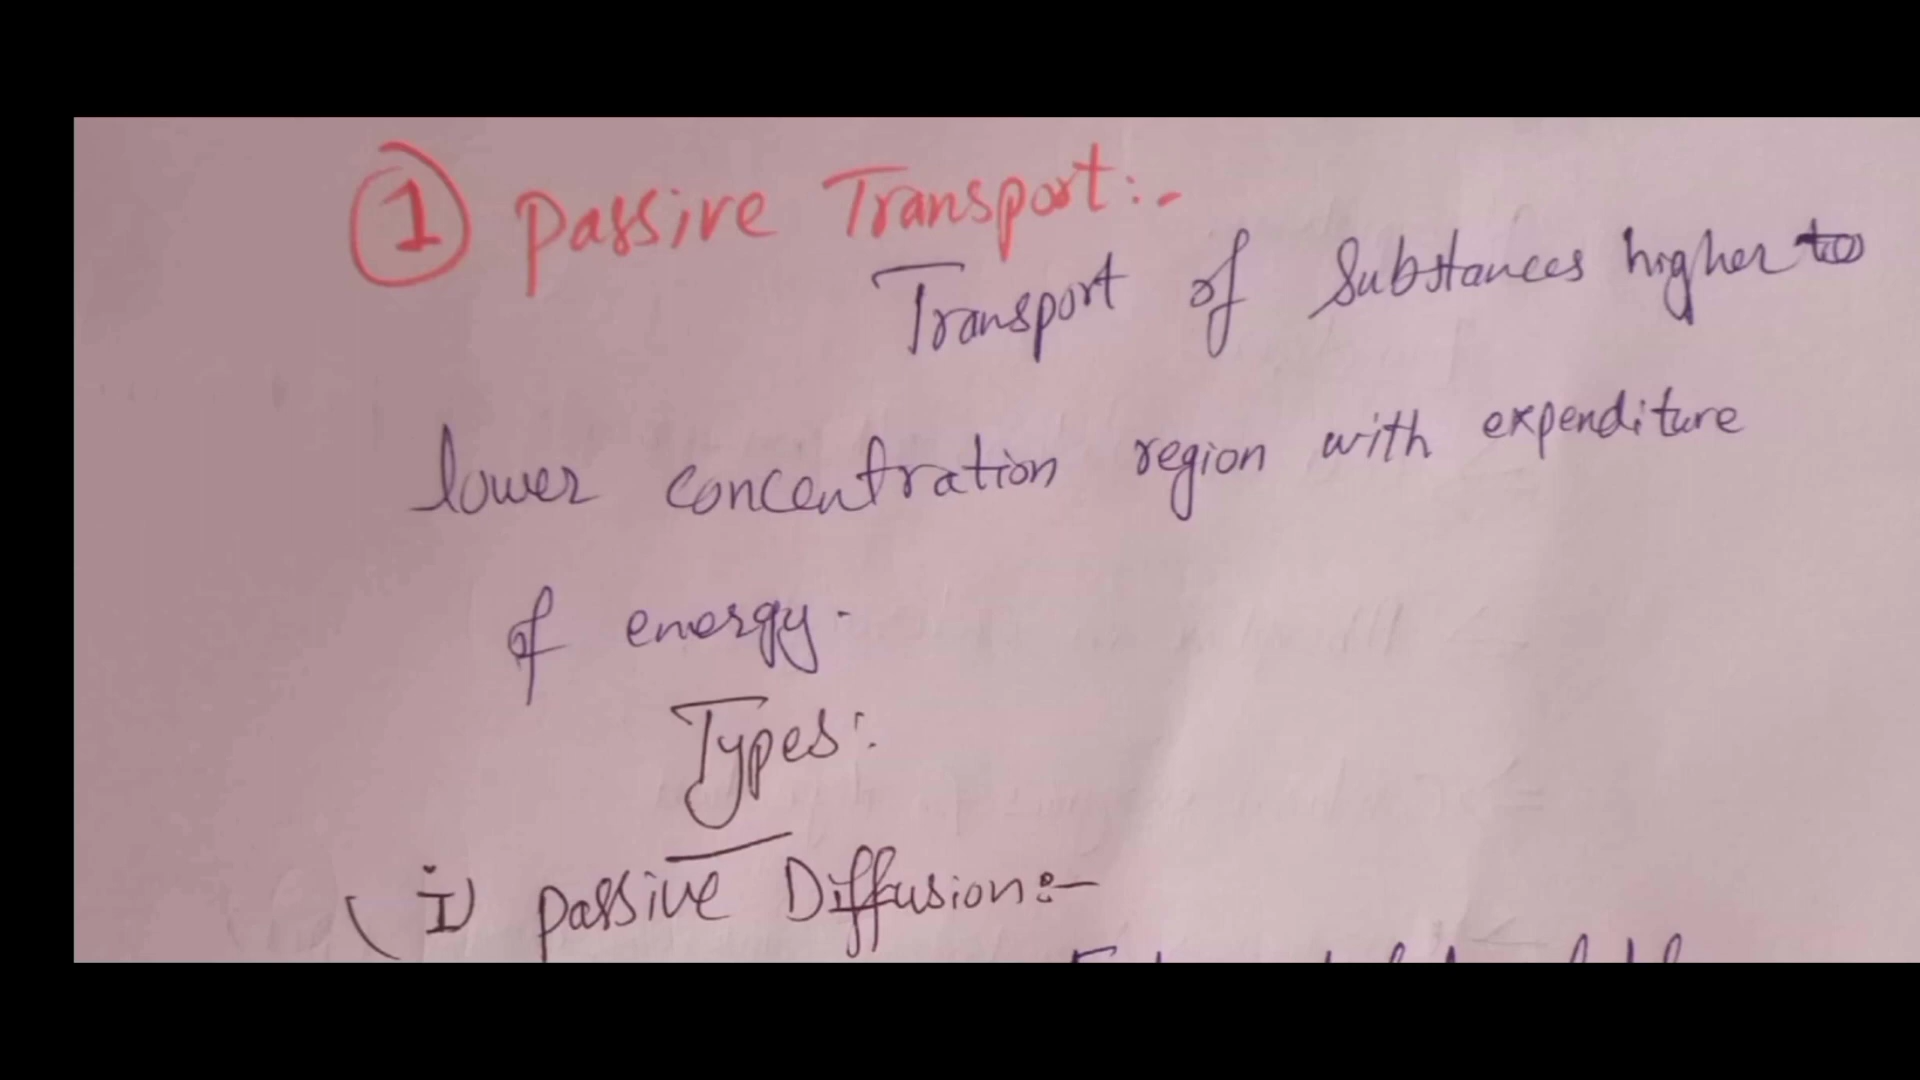 ① Passive Transport:-
Transport of Substances higher to
lower concentration region with expenditure
of energy.
Types:
i) Passive Diffusion:-